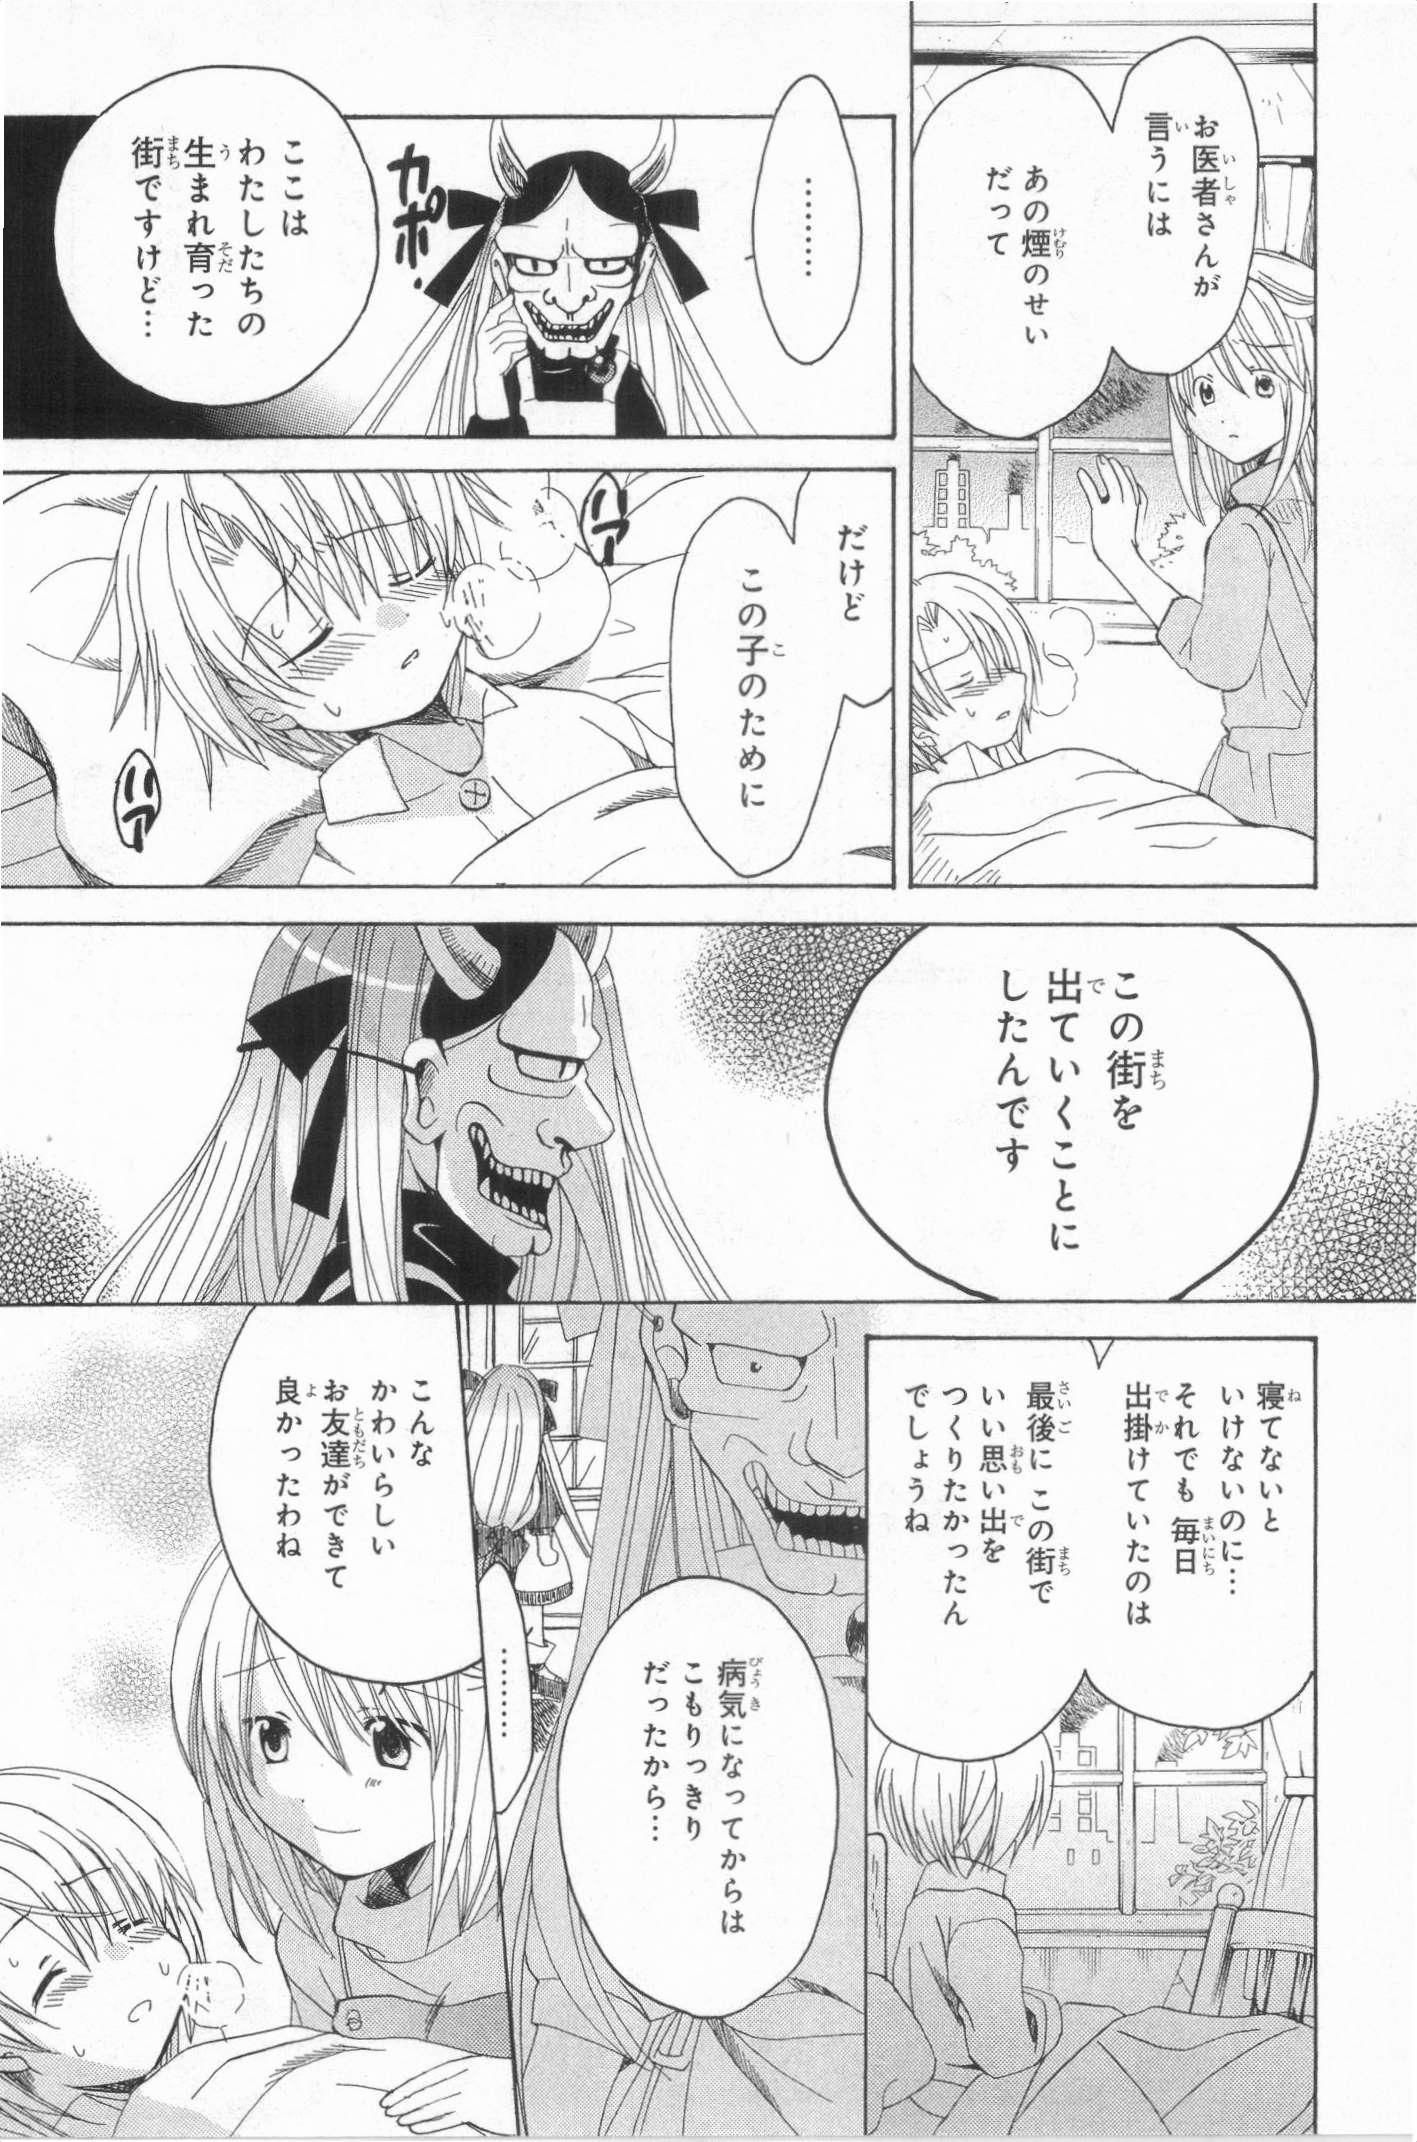 お医者さんが
言うには
あの煙のせい
だって
………
カポ
ここは
わたしたちの
生まれ育った
街ですけど…
だけど
この子のために
ハァ
ハァ
この街を
出ていくことに
したんです
寝てないと
いけないのに…
それでも毎日
出掛けていたのは
最後にこの街で
いい思い出を
つくりたかったん
でしょうね
病気になってからは
こもりっきり
だったから…
………
こんな
かわいらしい
お友達ができて
良かったわね